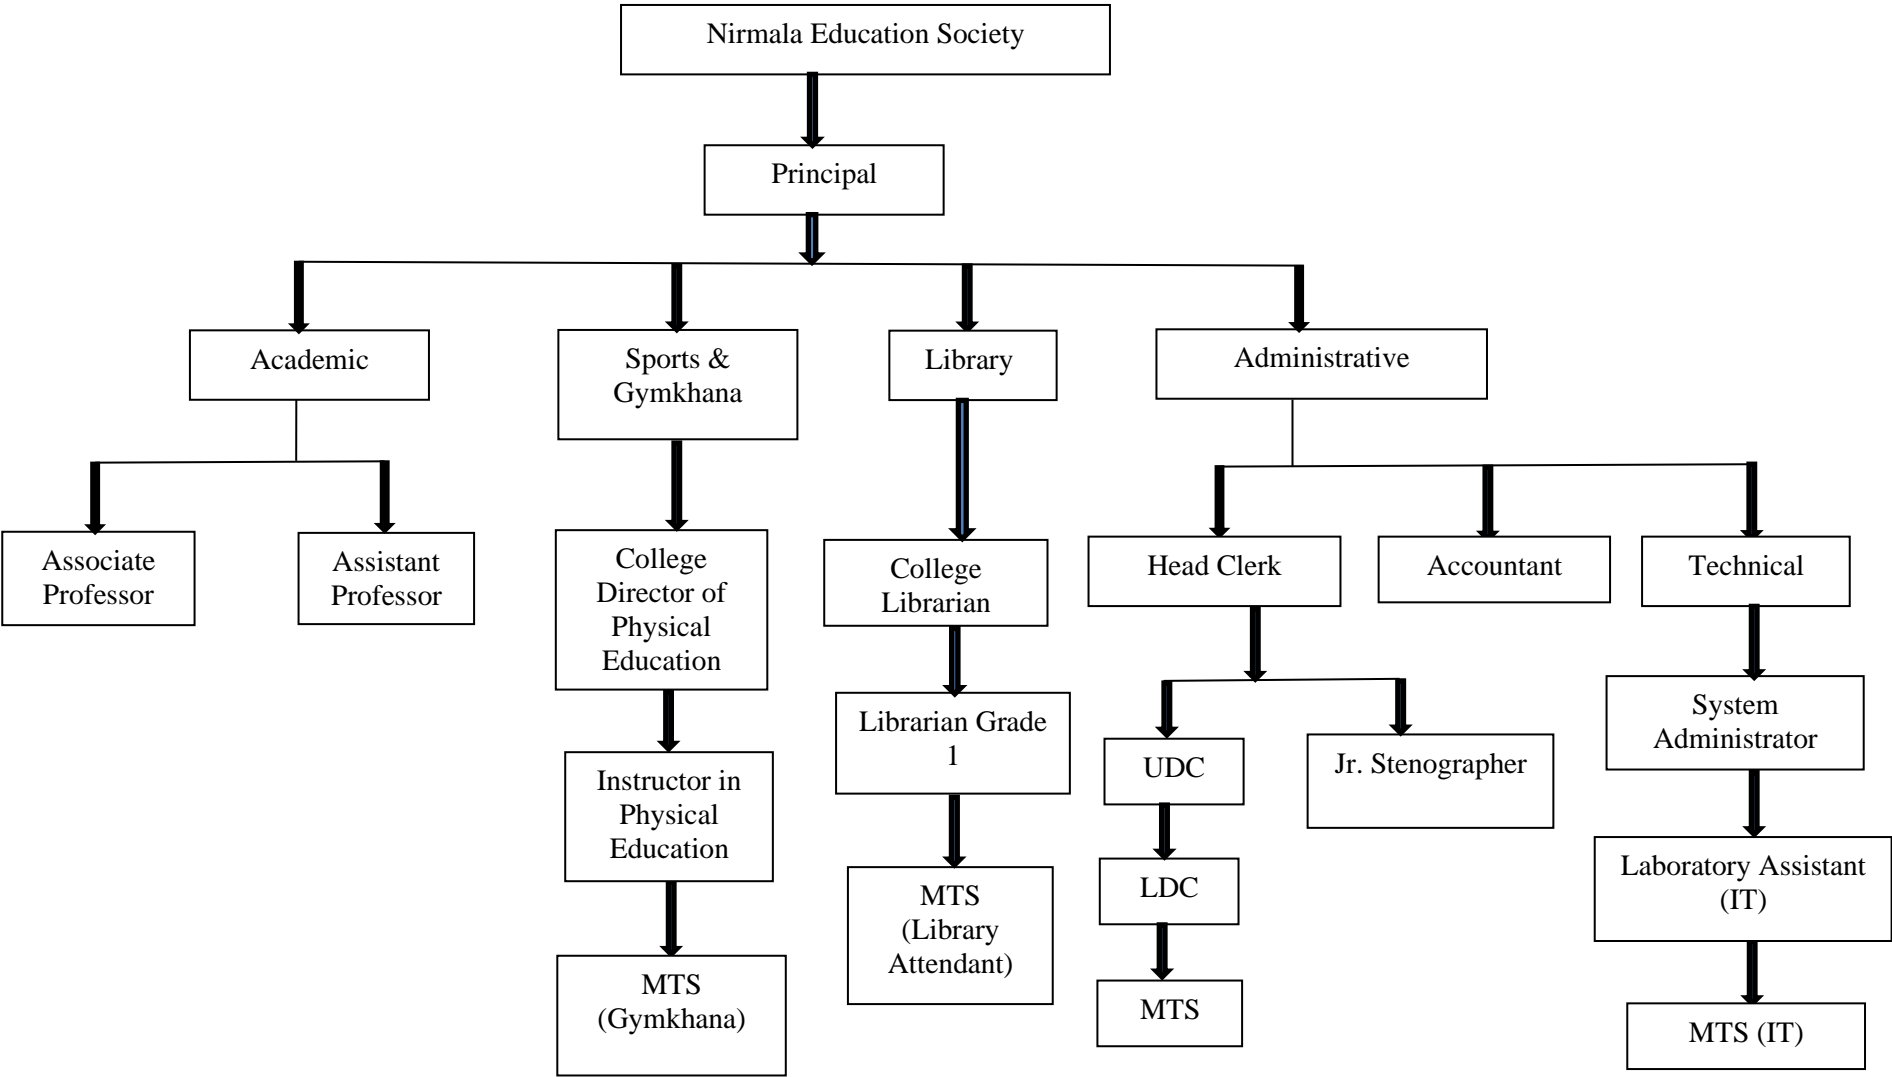 Nirmala Education Society
Principal
Academic
Sports &
Gymkhana
Library
Administrative
Associate
Professor
Assistant
Professor
College
Director of
Physical
Education
College
Librarian
Head Clerk
Accountant
Technical
Librarian Grade
1
System
Administrator
UDC
Jr. Stenographer
Instructor in
Physical
Education
LDC
Laboratory Assistant
(IT)
MTS
(Library
Attendant)
MTS
(Gymkhana)
MTS
MTS (IT)